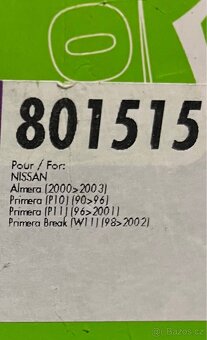 OK
801515
Pour / For:
NISSAN
Almera (2000>2003)
Primera (P10) (90>96)
Primera (P11) (96>2001)
Primera Break (W11) (98>2002)